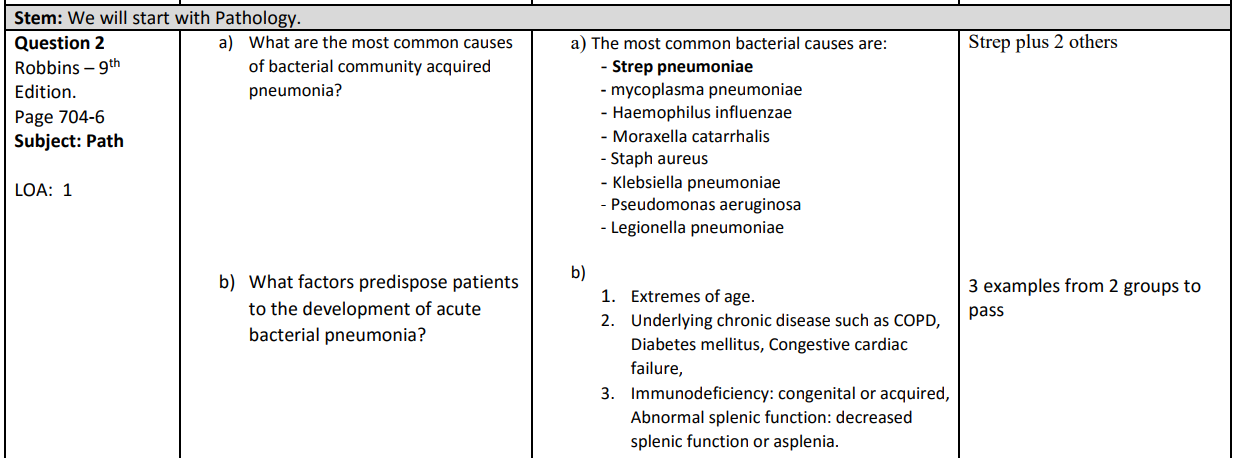 Stem: We will start with Pathology.
Question 2
Robbins – 9th
Edition.
Page 704-6
Subject: Path
LOA: 1
a) What are the most common causes
of bacterial community acquired
pneumonia?
b) What factors predispose patients
to the development of acute
bacterial pneumonia?
a) The most common bacterial causes are:
- Strep pneumoniae
- mycoplasma pneumoniae
- Haemophilus influenzae
- Moraxella catarrhalis
- Staph aureus
- Klebsiella pneumoniae
- Pseudomonas aeruginosa
- Legionella pneumoniae
b)
1. Extremes of age.
2. Underlying chronic disease such as COPD,
Diabetes mellitus, Congestive cardiac
failure,
3. Immunodeficiency: congenital or acquired,
Abnormal splenic function: decreased
splenic function or asplenia.
Strep plus 2 others
3 examples from 2 groups to
pass